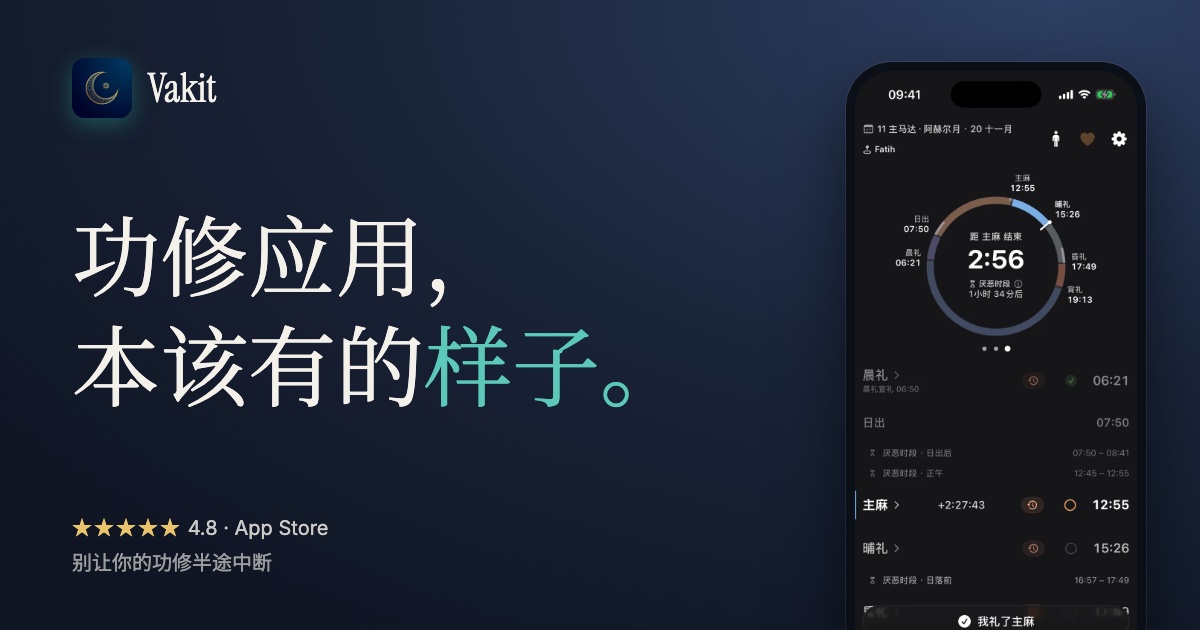 Vakit
功修应用，
本该有的样子。
★★★★★ 4.8 · App Store
别让你的功修半途中断
09:41
11 主马达 · 阿赫尔月 · 20 十一月
Fatih
主麻
12:55
晡礼
15:26
日出
07:50
晨礼
06:21
昏礼
17:49
宵礼
19:13
距 主麻 结束
2:56
厌恶时段
1小时 34分后
晨礼 06:21
晨礼宣礼 06:50
日出 07:50
厌恶时段 · 日出后 07:50 – 08:41
厌恶时段 · 正午 12:45 – 12:55
主麻 +2:27:43 12:55
晡礼 15:26
厌恶时段 · 日落前 16:57 – 17:49
我礼了主麻